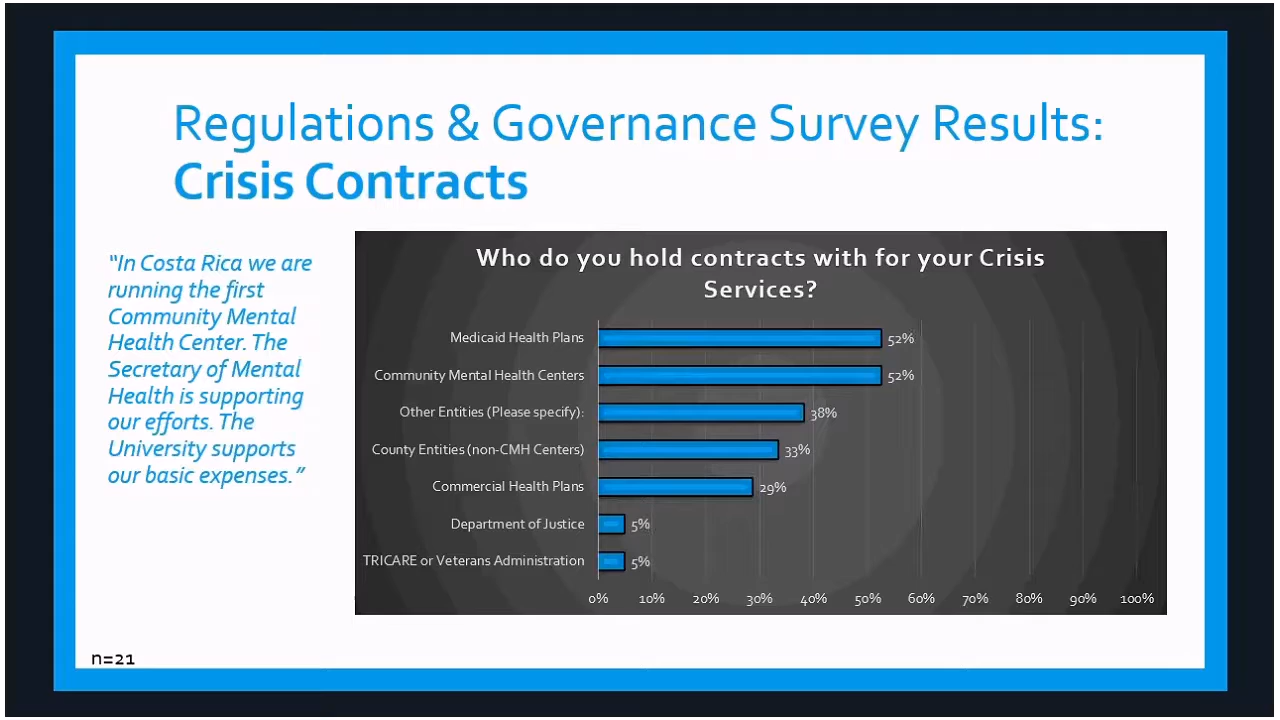 Regulations & Governance Survey Results:
Crisis Contracts
“In Costa Rica we are
running the first
Community Mental
Health Center. The
Secretary of Mental
Health is supporting
our efforts. The
University supports
our basic expenses.”
Who do you hold contracts with for your Crisis
Services?
Medicaid Health Plans 52%
Community Mental Health Centers 52%
Other Entities (Please specify): 38%
County Entities (non-CMH Centers) 33%
Commercial Health Plans 29%
Department of Justice 5%
TRICARE or Veterans Administration 5%
0% 10% 20% 30% 40% 50% 60% 70% 80% 90% 100%
n=21